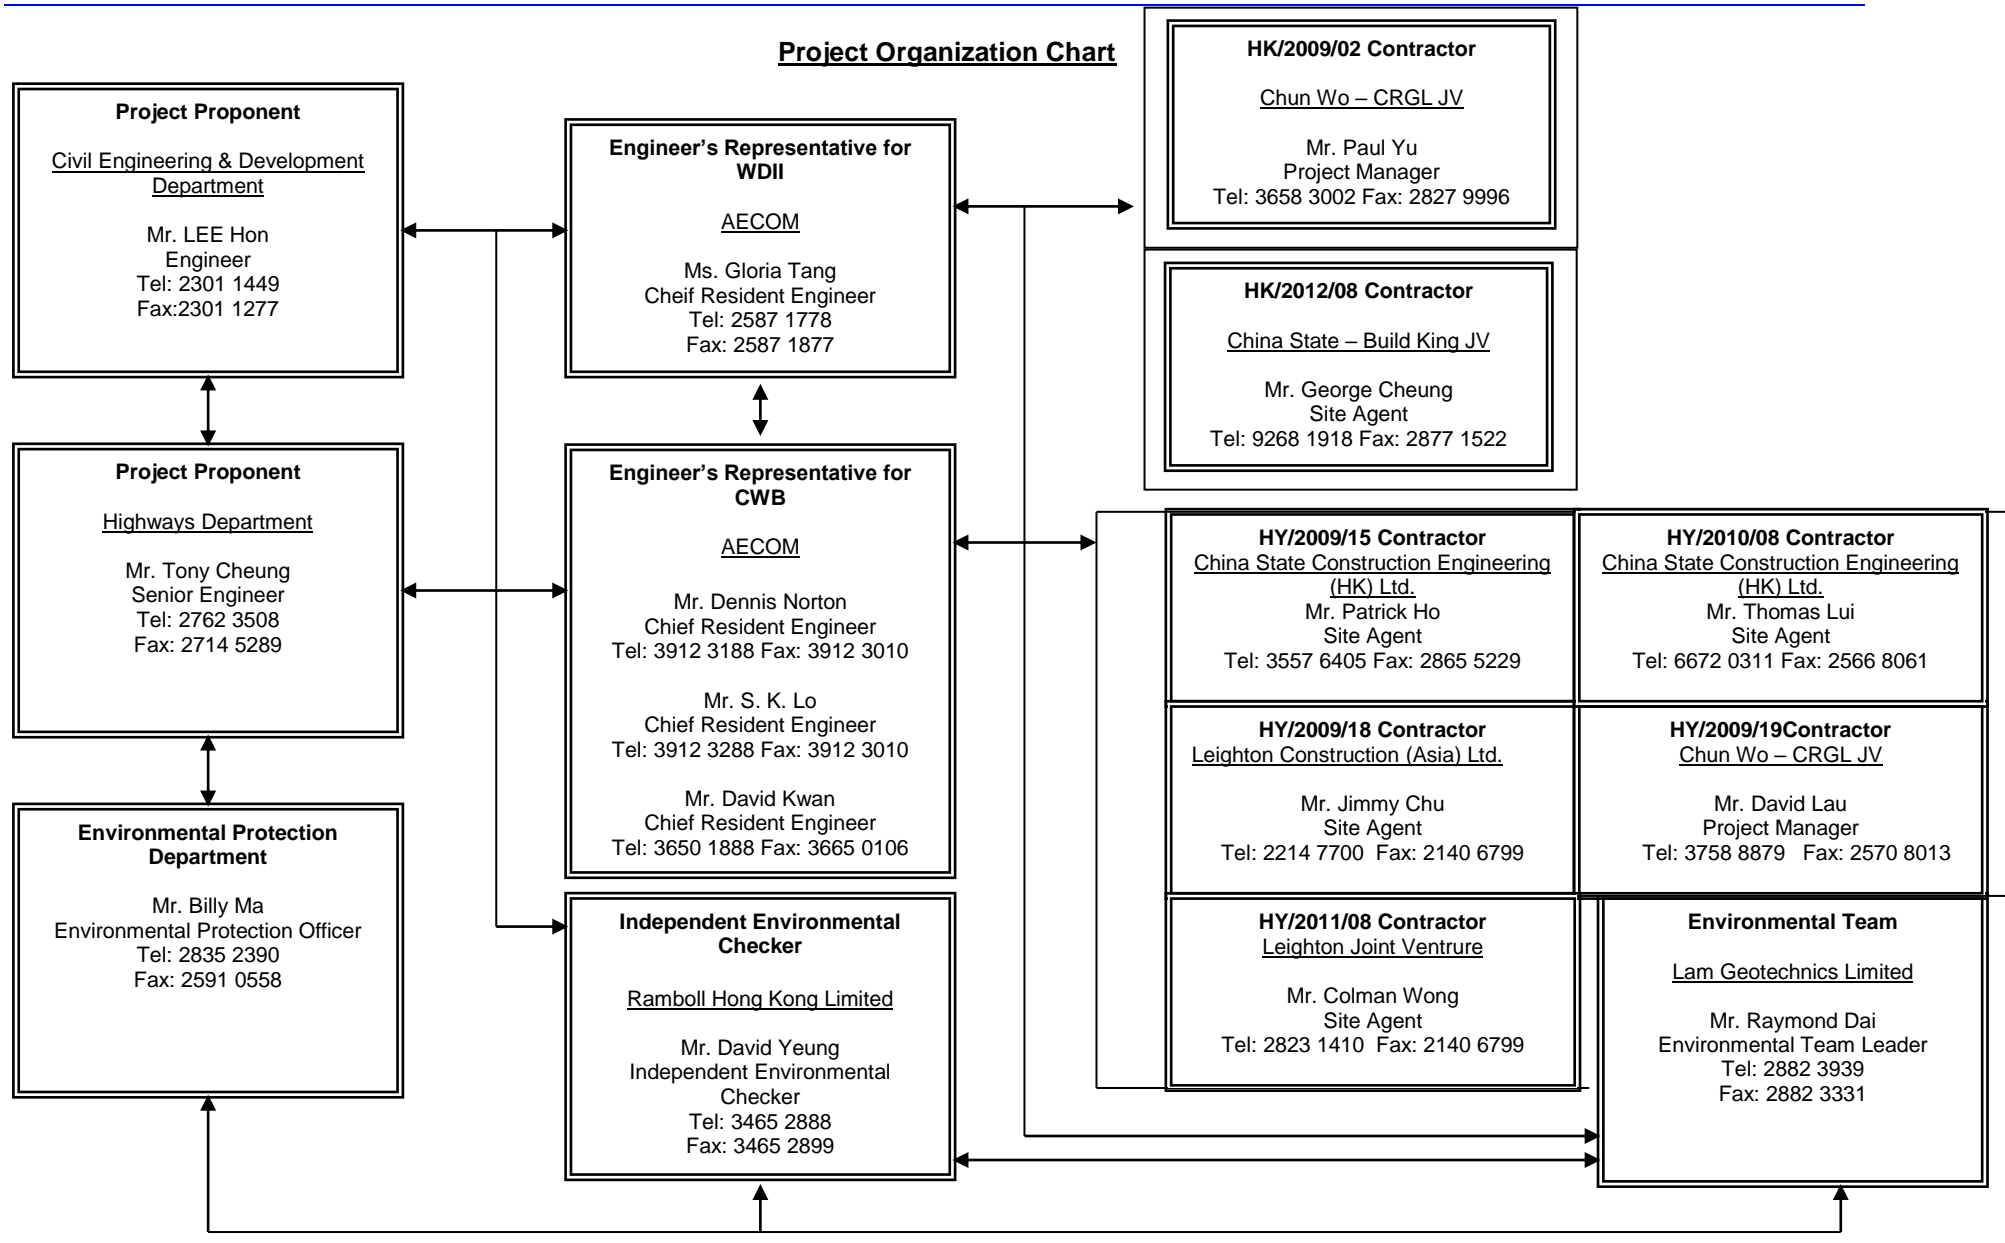 Project Organization Chart
Project Proponent
Civil Engineering & Development
Department
Mr. LEE Hon
Engineer
Tel: 2301 1449
Fax:2301 1277
Project Proponent
Highways Department
Mr. Tony Cheung
Senior Engineer
Tel: 2762 3508
Fax: 2714 5289
Environmental Protection
Department
Mr. Billy Ma
Environmental Protection Officer
Tel: 2835 2390
Fax: 2591 0558
Engineer’s Representative for
WDII
AECOM
Ms. Gloria Tang
Cheif Resident Engineer
Tel: 2587 1778
Fax: 2587 1877
Engineer’s Representative for
CWB
AECOM
Mr. Dennis Norton
Chief Resident Engineer
Tel: 3912 3188 Fax: 3912 3010
Mr. S. K. Lo
Chief Resident Engineer
Tel: 3912 3288 Fax: 3912 3010
Mr. David Kwan
Chief Resident Engineer
Tel: 3650 1888 Fax: 3665 0106
Independent Environmental
Checker
Ramboll Hong Kong Limited
Mr. David Yeung
Independent Environmental
Checker
Tel: 3465 2888
Fax: 3465 2899
HK/2009/02 Contractor
Chun Wo – CRGL JV
Mr. Paul Yu
Project Manager
Tel: 3658 3002 Fax: 2827 9996
HK/2012/08 Contractor
China State – Build King JV
Mr. George Cheung
Site Agent
Tel: 9268 1918 Fax: 2877 1522
HY/2009/15 Contractor
China State Construction Engineering
(HK) Ltd.
Mr. Patrick Ho
Site Agent
Tel: 3557 6405 Fax: 2865 5229
HY/2010/08 Contractor
China State Construction Engineering
(HK) Ltd.
Mr. Thomas Lui
Site Agent
Tel: 6672 0311 Fax: 2566 8061
HY/2009/18 Contractor
Leighton Construction (Asia) Ltd.
Mr. Jimmy Chu
Site Agent
Tel: 2214 7700 Fax: 2140 6799
HY/2009/19Contractor
Chun Wo – CRGL JV
Mr. David Lau
Project Manager
Tel: 3758 8879 Fax: 2570 8013
HY/2011/08 Contractor
Leighton Joint Ventrure
Mr. Colman Wong
Site Agent
Tel: 2823 1410 Fax: 2140 6799
Environmental Team
Lam Geotechnics Limited
Mr. Raymond Dai
Environmental Team Leader
Tel: 2882 3939
Fax: 2882 3331